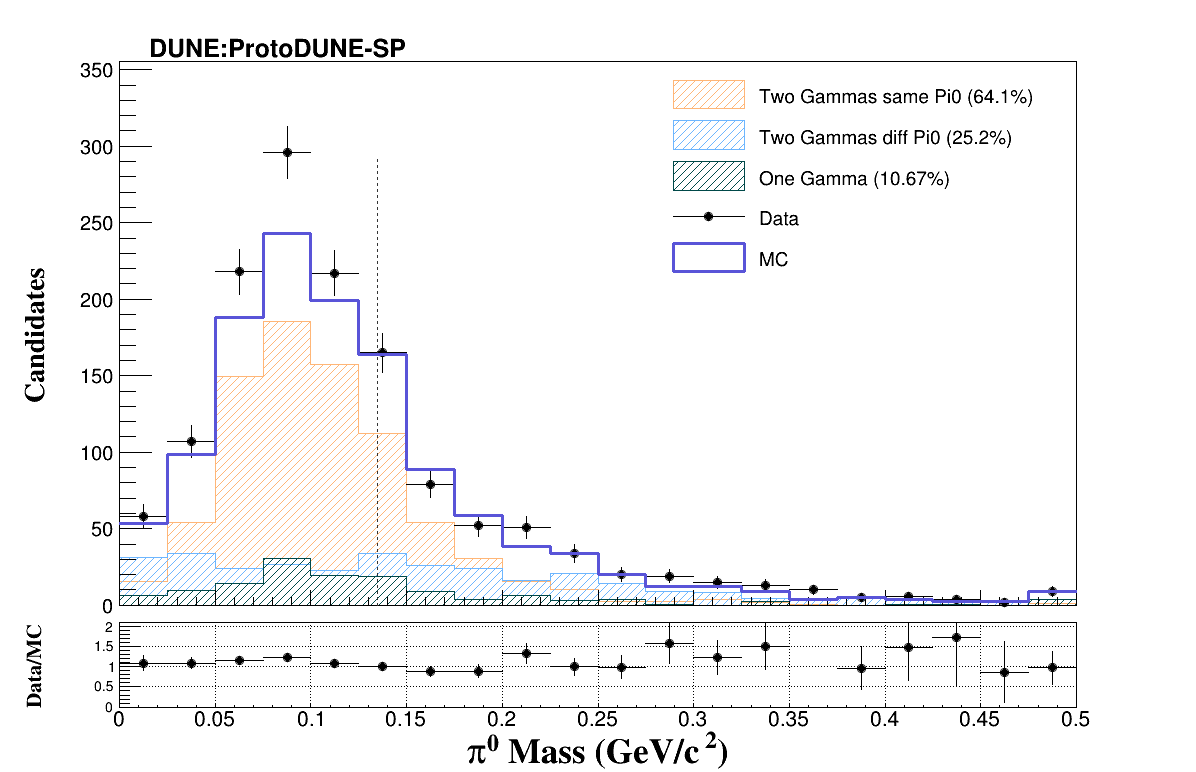 DUNE:ProtoDUNE-SP
350
300
250
200
150
100
50
0
Candidates
Two Gammas same Pi0 (64.1%)
Two Gammas diff Pi0 (25.2%)
One Gamma (10.67%)
Data
MC
2
1.5
1
0.5
0
Data/MC
0 0.05 0.1 0.15 0.2 0.25 0.3 0.35 0.4 0.45 0.5
π⁰ Mass (GeV/c²)